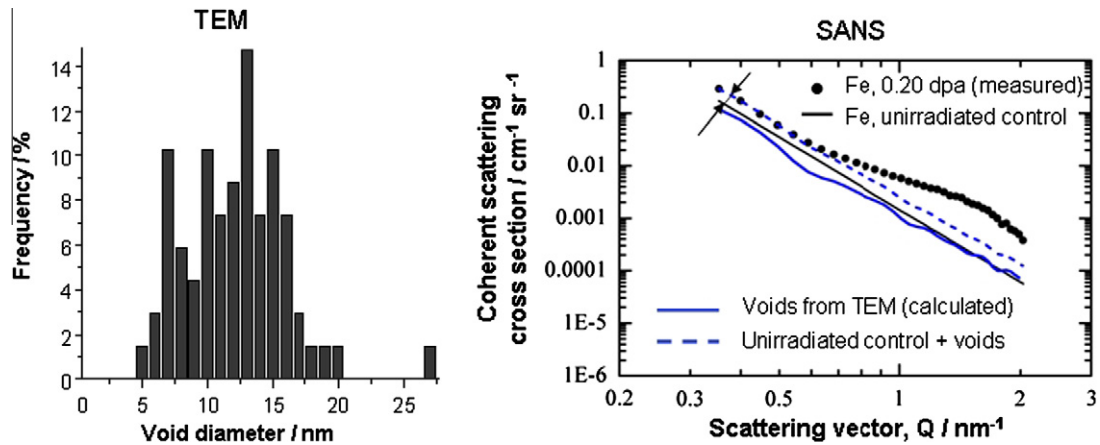 TEM
Frequency / %
14
12
10
8
6
4
2
0
0
5
10
15
20
25
Void diameter / nm
SANS
Coherent scattering
cross section / cm-1 sr-1
1
0.1
0.01
0.001
0.0001
1E-5
1E-6
Fe, 0.20 dpa (measured)
Fe, unirradiated control
Voids from TEM (calculated)
Unirradiated control + voids
0.2
0.3
1
2
3
Scattering vector, Q / nm-1